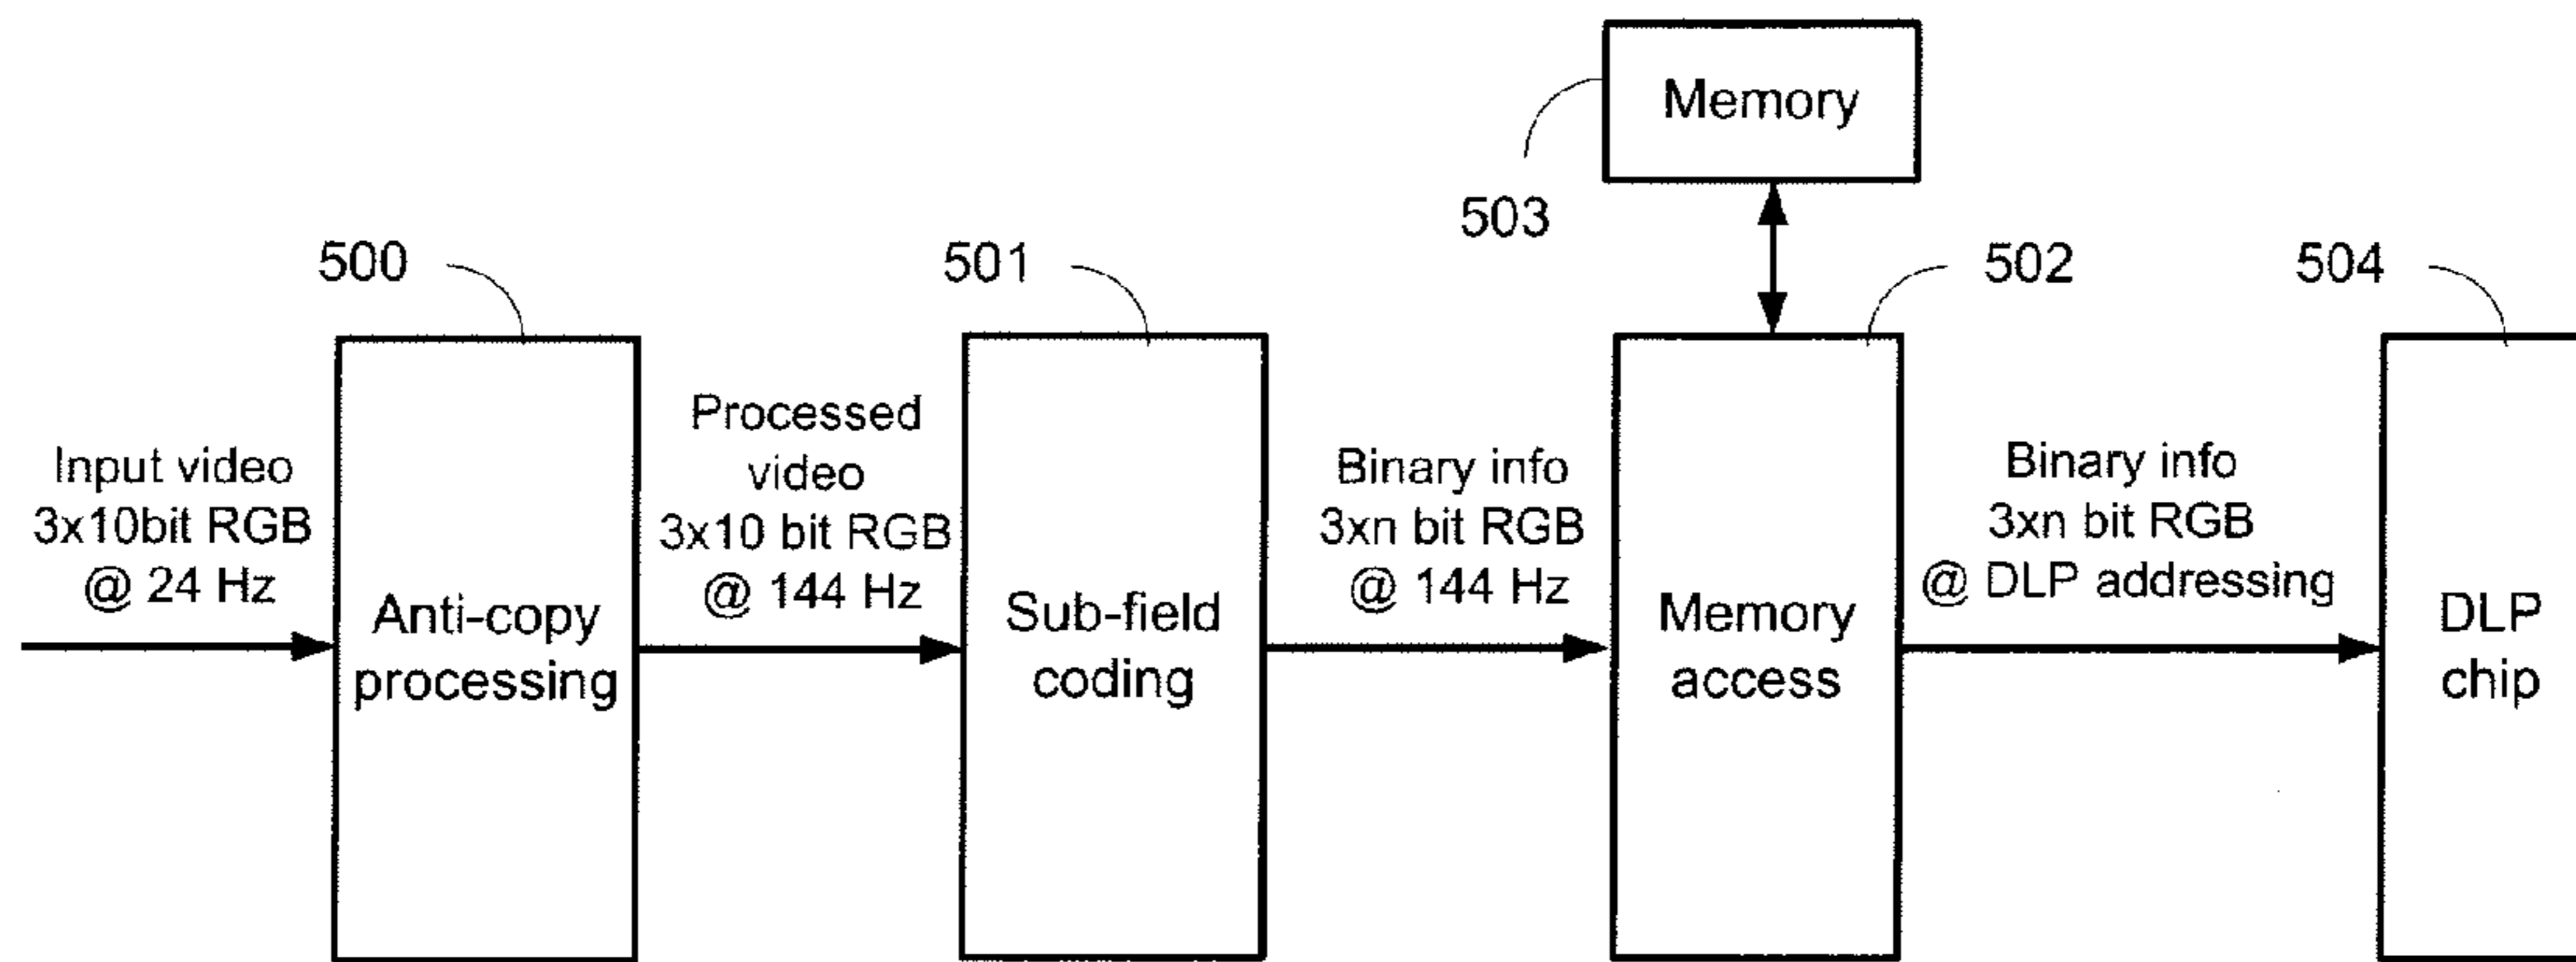 Memory
503
500
501
502
504
Input video
3x10bit RGB
@ 24 Hz
Processed
video
3x10 bit RGB
@ 144 Hz
Binary info
3xn bit RGB
@ 144 Hz
Binary info
3xn bit RGB
@ DLP addressing
Anti-copy
processing
Sub-field
coding
Memory
access
DLP
chip